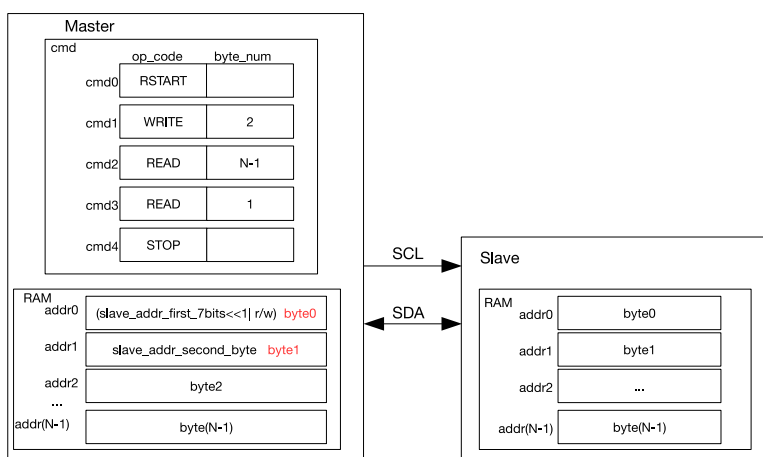 Master
cmd
op_code byte_num
cmd0 RSTART
cmd1 WRITE 2
cmd2 READ N-1
cmd3 READ 1
cmd4 STOP
SCL
SDA
RAM
addr0 (slave_addr_first_7bits<<1| r/w) byte0
addr1 slave_addr_second_byte byte1
addr2 byte2
...
addr(N-1) byte(N-1)
Slave
RAM
addr0 byte0
addr1 byte1
addr2 ...
addr(N-1) byte(N-1)